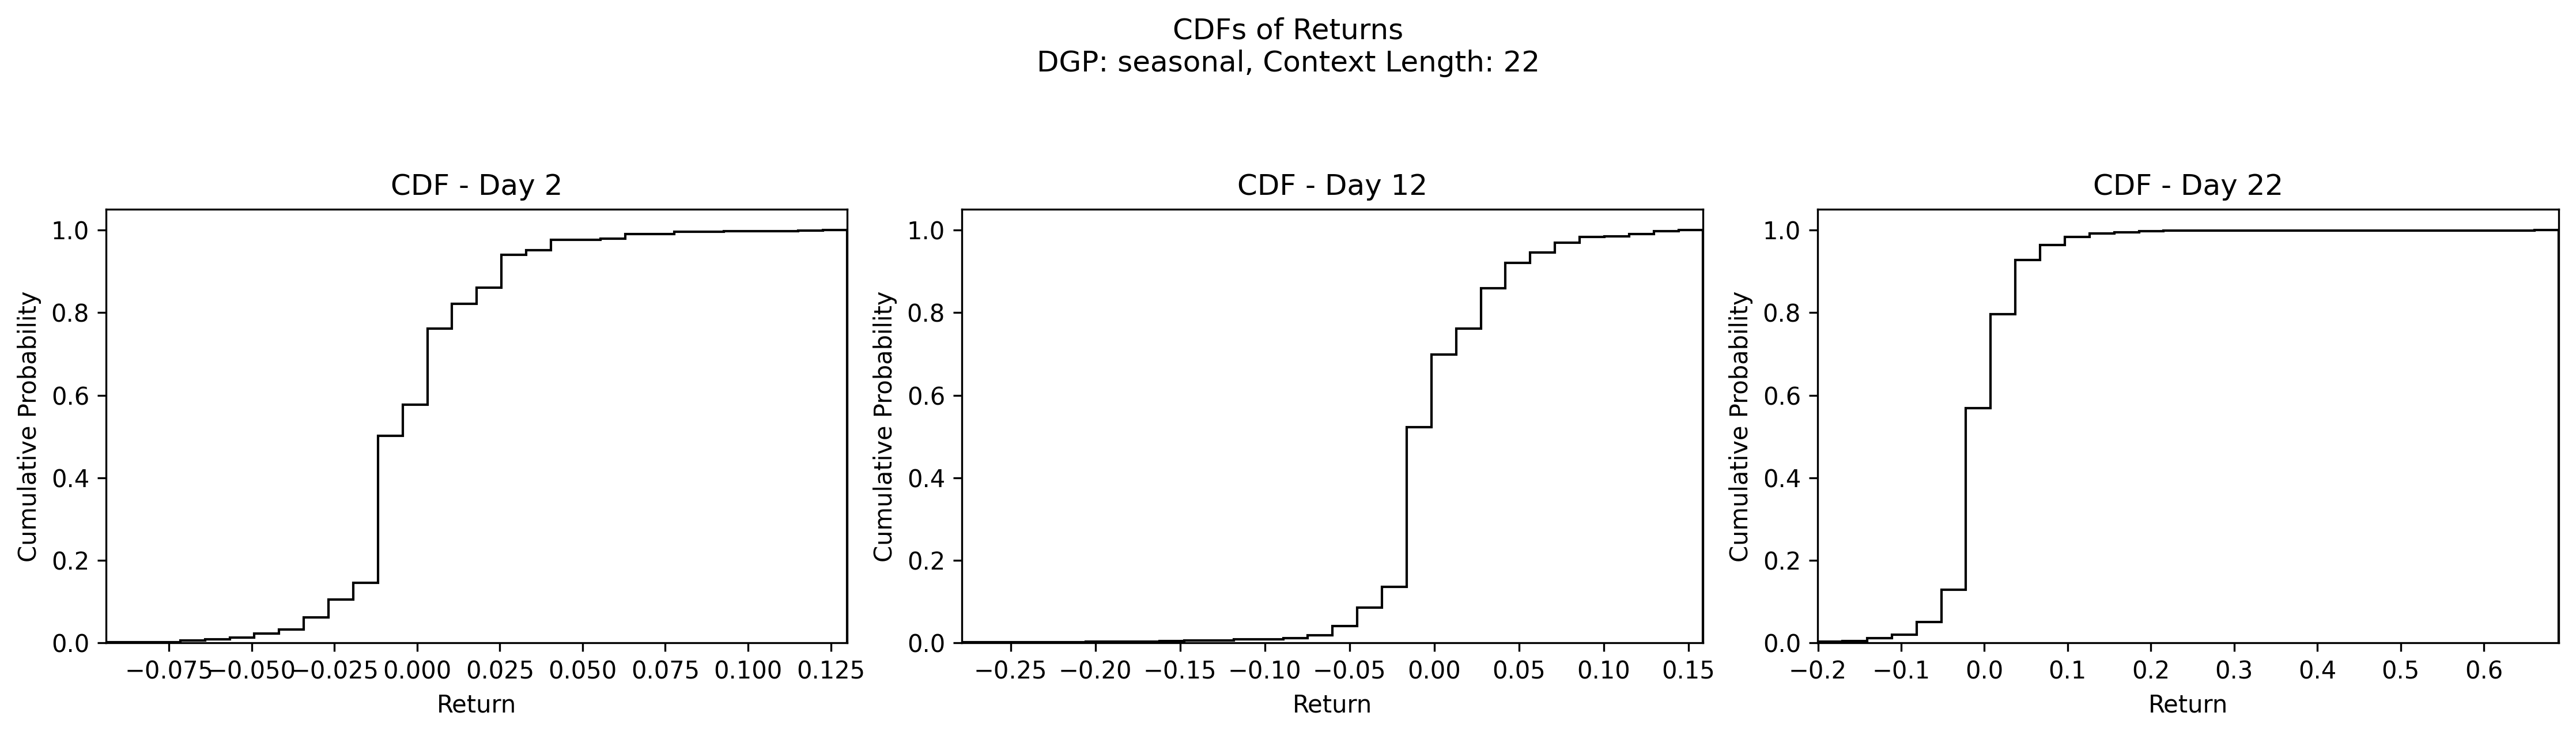 CDFs of Returns
DGP: seasonal, Context Length: 22
CDF - Day 2
Cumulative Probability
1.0
0.8
0.6
0.4
0.2
0.0
−0.075 −0.050 −0.025 0.000 0.025 0.050 0.075 0.100 0.125
Return
CDF - Day 12
Cumulative Probability
1.0
0.8
0.6
0.4
0.2
0.0
−0.25 −0.20 −0.15 −0.10 −0.05 0.00 0.05 0.10 0.15
Return
CDF - Day 22
Cumulative Probability
1.0
0.8
0.6
0.4
0.2
0.0
−0.2 −0.1 0.0 0.1 0.2 0.3 0.4 0.5 0.6
Return